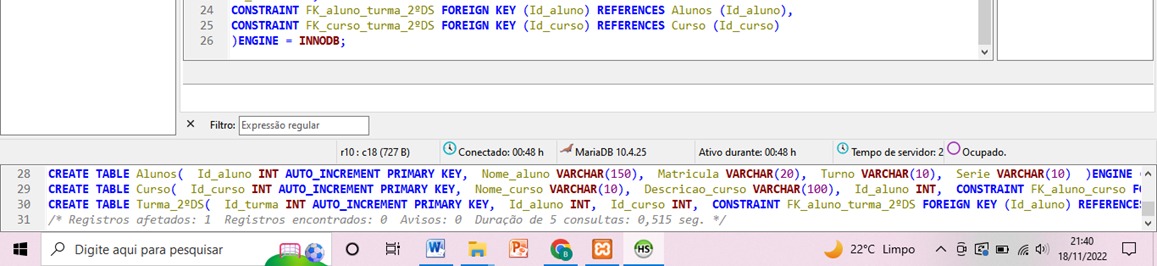 24 CONSTRAINT FK_aluno_turma_2ºDS FOREIGN KEY (Id_aluno) REFERENCES Alunos (Id_aluno),
25 CONSTRAINT FK_curso_turma_2ºDS FOREIGN KEY (Id_curso) REFERENCES Curso (Id_curso)
26 )ENGINE = INNODB;
× Filtro: Expressão regular
r10 : c18 (727 B) Conectado: 00:48 h MariaDB 10.4.25 Ativo durante: 00:48 h Tempo de servidor: 2 Ocupado.
28 CREATE TABLE Alunos( Id_aluno INT AUTO_INCREMENT PRIMARY KEY, Nome_aluno VARCHAR(150), Matricula VARCHAR(20), Turno VARCHAR(10), Serie VARCHAR(10) )ENGINE
29 CREATE TABLE Curso( Id_curso INT AUTO_INCREMENT PRIMARY KEY, Nome_curso VARCHAR(10), Descricao_curso VARCHAR(100), Id_aluno INT, CONSTRAINT FK_aluno_curso FO
30 CREATE TABLE Turma_2ºDS( Id_turma INT AUTO_INCREMENT PRIMARY KEY, Id_aluno INT, Id_curso INT, CONSTRAINT FK_aluno_turma_2ºDS FOREIGN KEY (Id_aluno) REFERENCES
31 /* Registros afetados: 1 Registros encontrados: 0 Avisos: 0 Duração de 5 consultas: 0,515 seg. */
Digite aqui para pesquisar W P B HS 22°C Limpo 21:40
18/11/2022